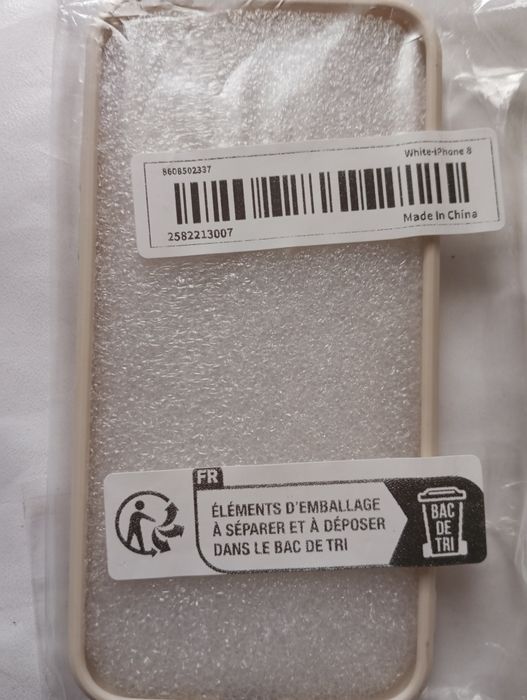 8608502337
White-iPhone 8
2582213007
Made In China
FR
ÉLÉMENTS D'EMBALLAGE
À SÉPARER ET À DÉPOSER
DANS LE BAC DE TRI
BAC
DE
TRI